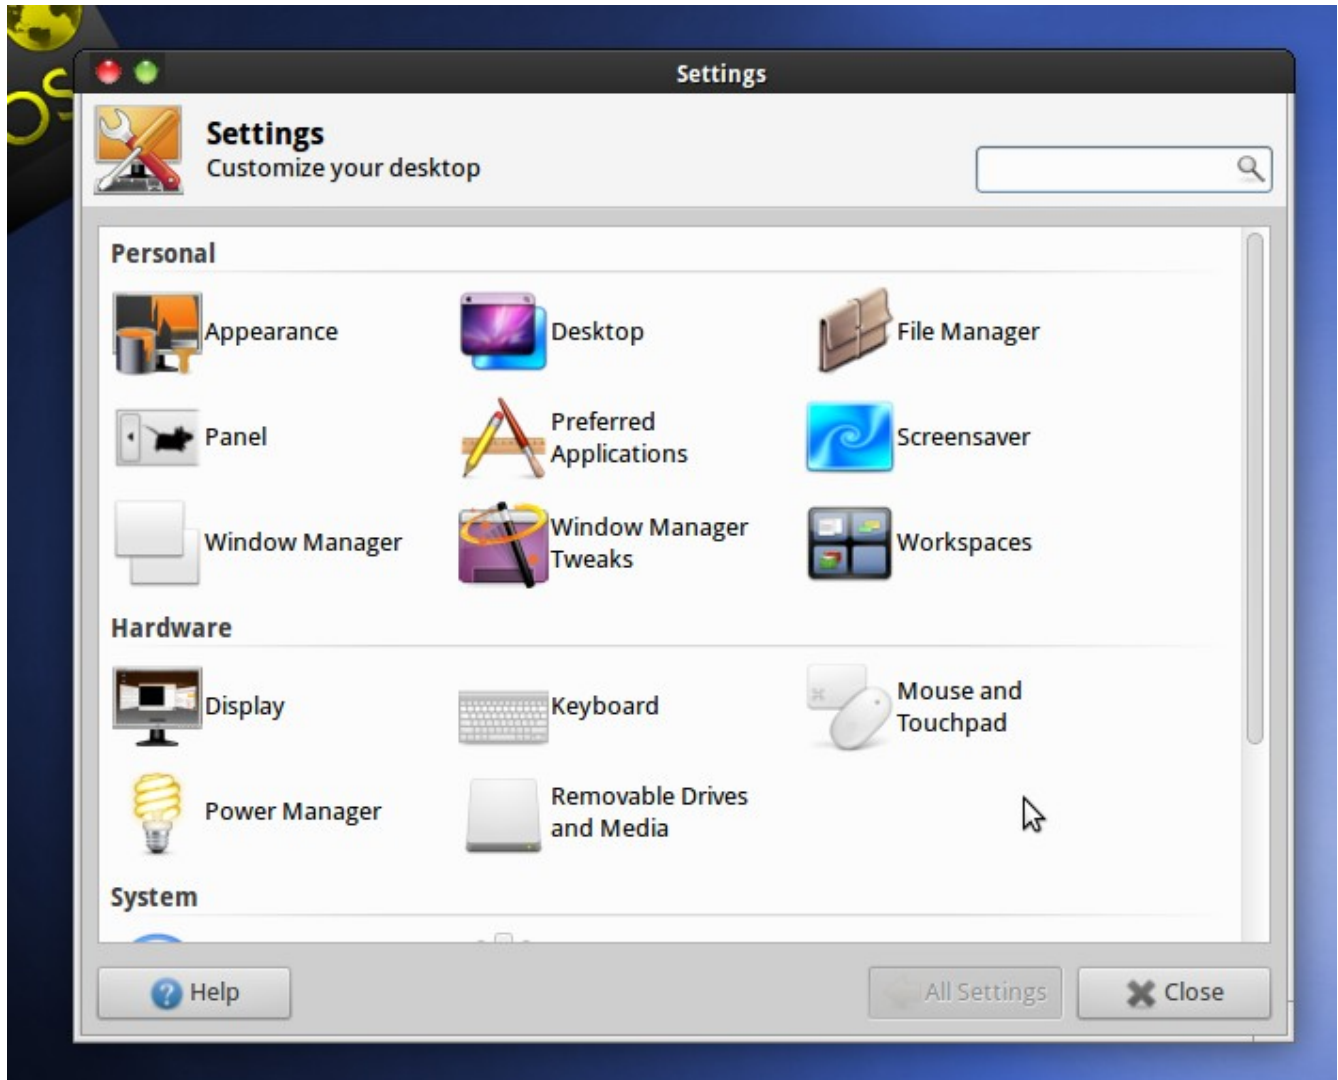 OS
Settings
Settings
Customize your desktop
Personal
Appearance
Desktop
File Manager
Panel
Preferred
Applications
Screensaver
Window Manager
Window Manager
Tweaks
Workspaces
Hardware
Display
Keyboard
Mouse and
Touchpad
Power Manager
Removable Drives
and Media
System
Help
All Settings
Close